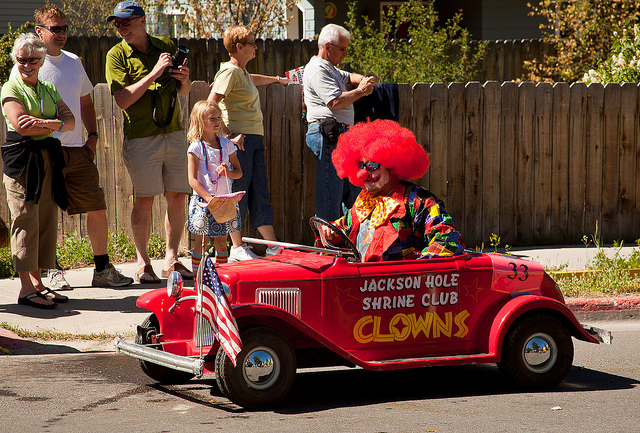 33
JACKSON HOLE
SHRINE CLUB
CLOWNS